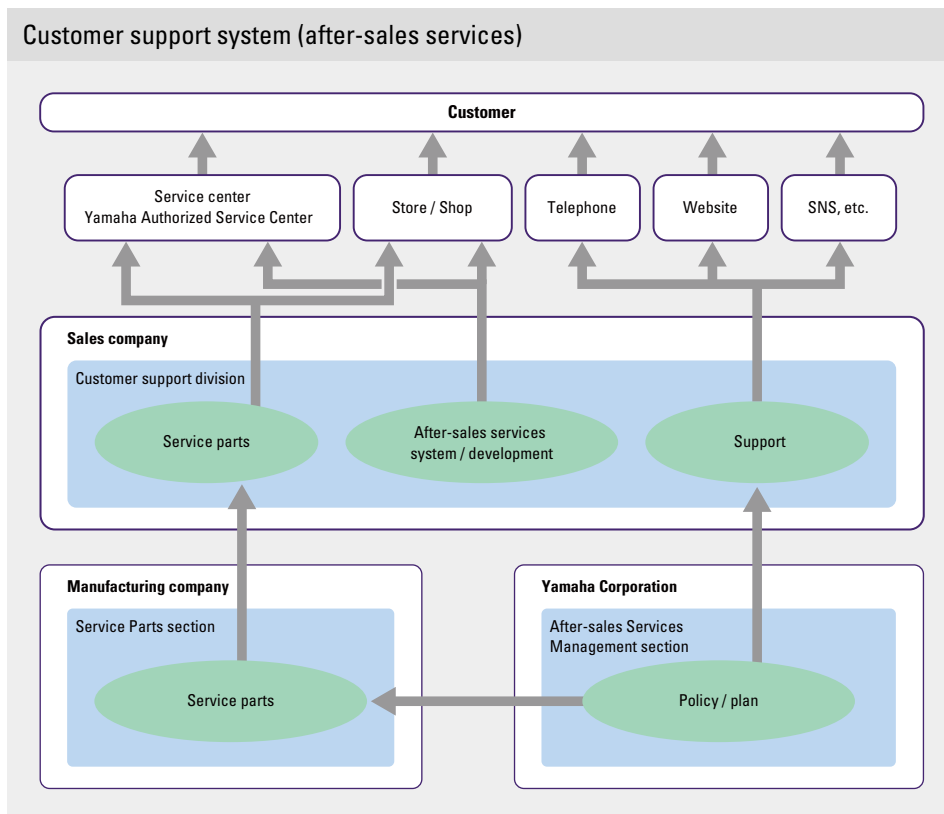 Customer support system (after-sales services)
Customer
Service center
Yamaha Authorized Service Center
Store / Shop
Telephone
Website
SNS, etc.
Sales company
Customer support division
Service parts
After-sales services
system / development
Support
Manufacturing company
Service Parts section
Service parts
Yamaha Corporation
After-sales Services
Management section
Policy / plan